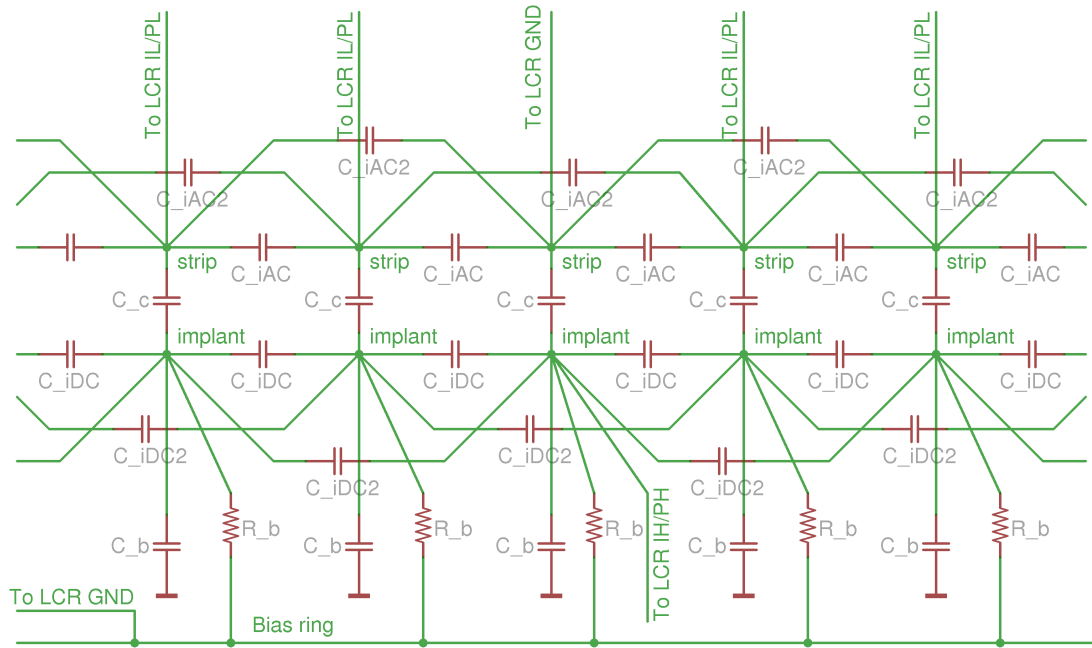 To LCR IL/PL
To LCR IL/PL
To LCR GND
To LCR IL/PL
To LCR IL/PL
C_iAC2
C_iAC2
C_iAC2
C_iAC2
C_iAC2
strip
strip
strip
strip
strip
C_iAC
C_iAC
C_iAC
C_iAC
C_iAC
C_c
C_c
C_c
C_c
C_c
implant
implant
implant
implant
implant
C_iDC
C_iDC
C_iDC
C_iDC
C_iDC
C_iDC
C_iDC2
C_iDC2
C_iDC2
C_iDC2
C_iDC2
R_b
R_b
R_b
R_b
R_b
C_b
C_b
C_b
C_b
C_b
To LCR IH/PH
To LCR GND
Bias ring